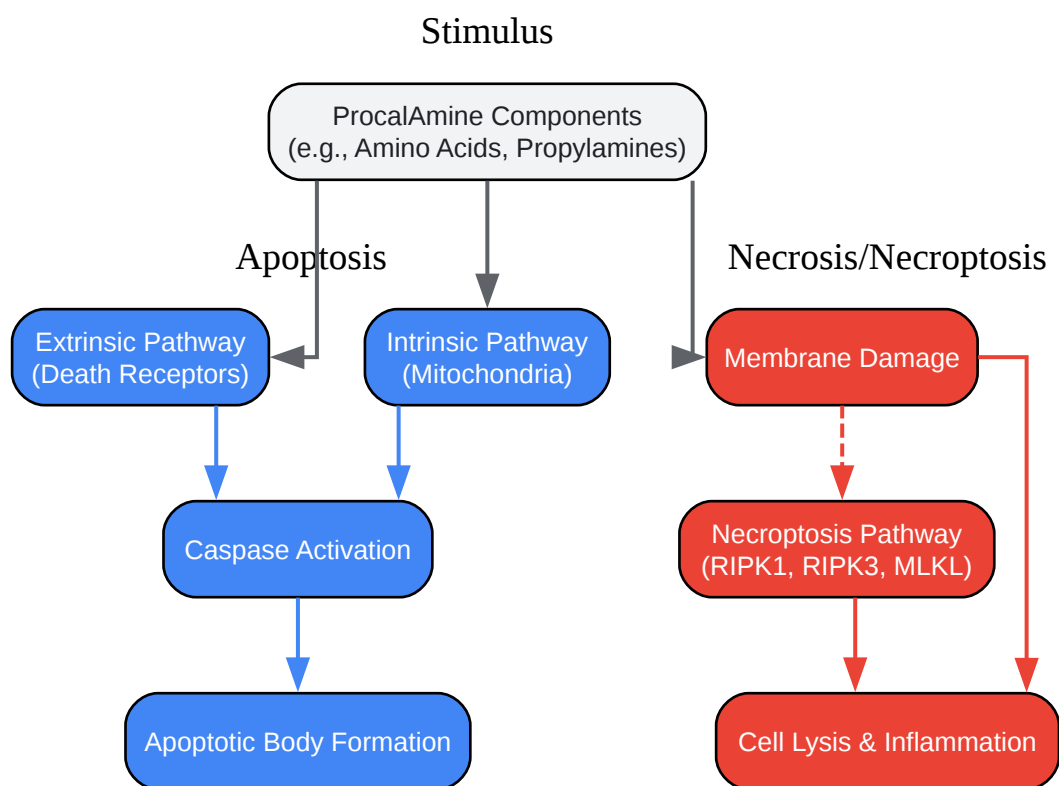 Stimulus
ProcalAmine Components
(e.g., Amino Acids, Propylamines)
Apoptosis
Necrosis/Necroptosis
Extrinsic Pathway
(Death Receptors)
Intrinsic Pathway
(Mitochondria)
Membrane Damage
Caspase Activation
Necroptosis Pathway
(RIPK1, RIPK3, MLKL)
Apoptotic Body Formation
Cell Lysis & Inflammation